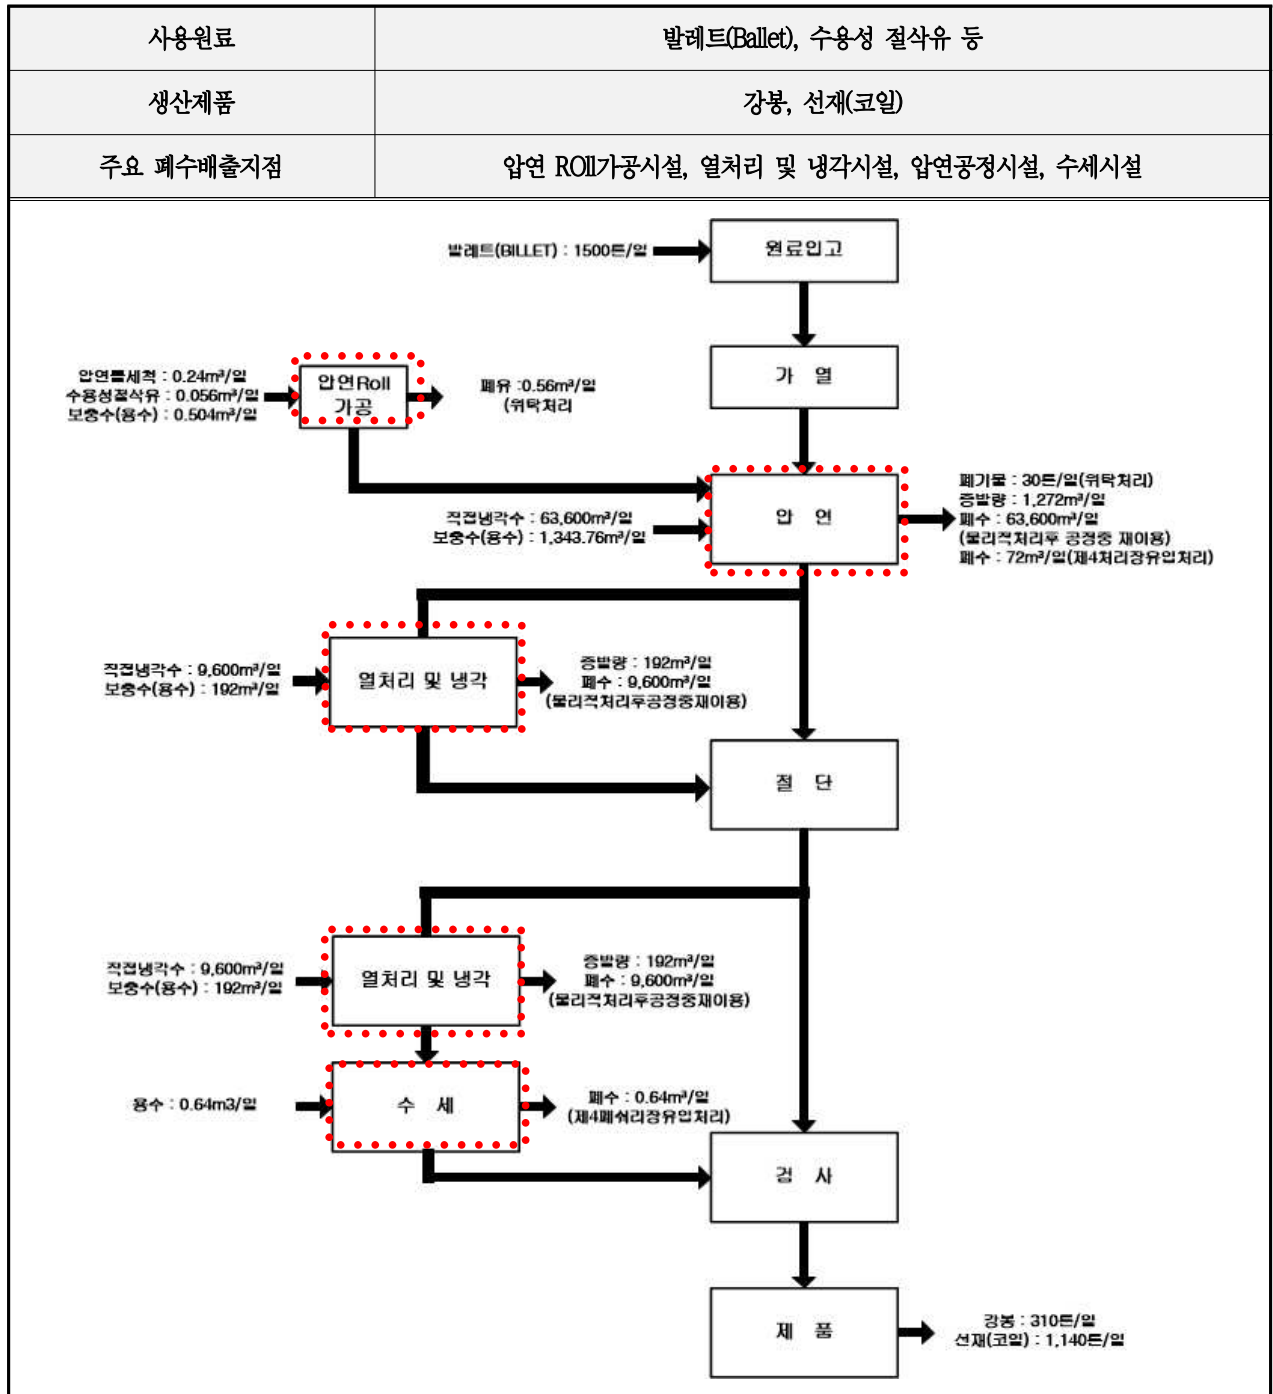 사용원료
발레트(Ballet), 수용성 절삭유 등
생산제품
강봉, 선재(코일)
주요 폐수배출지점
압연 ROll가공시설, 열처리 및 냉각시설, 압연공정시설, 수세시설
발레트(BILLET) : 1500톤/일
원료입고
가 열
압연롤세척 : 0.24m³/일
수용성절삭유 : 0.056m³/일
보충수(용수) : 0.504m³/일
압연Roll
가공
폐유 :0.56m³/일
(위탁처리
직접냉각수 : 63,600m³/일
보충수(용수) : 1,343.76m³/일
압 연
폐기물 : 30톤/일(위탁처리)
증발량 : 1,272m³/일
폐수 : 63,600m³/일
(물리적처리후 공정중 재이용)
폐수 : 72m³/일(제4처리장유입처리)
직접냉각수 : 9,600m³/일
보충수(용수) : 192m³/일
열처리 및 냉각
증발량 : 192m³/일
폐수 : 9,600m³/일
(물리적처리후공정중재이용)
절 단
직접냉각수 : 9,600m³/일
보충수(용수) : 192m³/일
열처리 및 냉각
증발량 : 192m³/일
폐수 : 9,600m³/일
(물리적처리후공정중재이용)
용수 : 0.64m3/일
수 세
폐수 : 0.64m³/일
(제4폐숴리장유입처리)
검 사
제 품
강봉 : 310톤/일
선재(코일) : 1,140톤/일